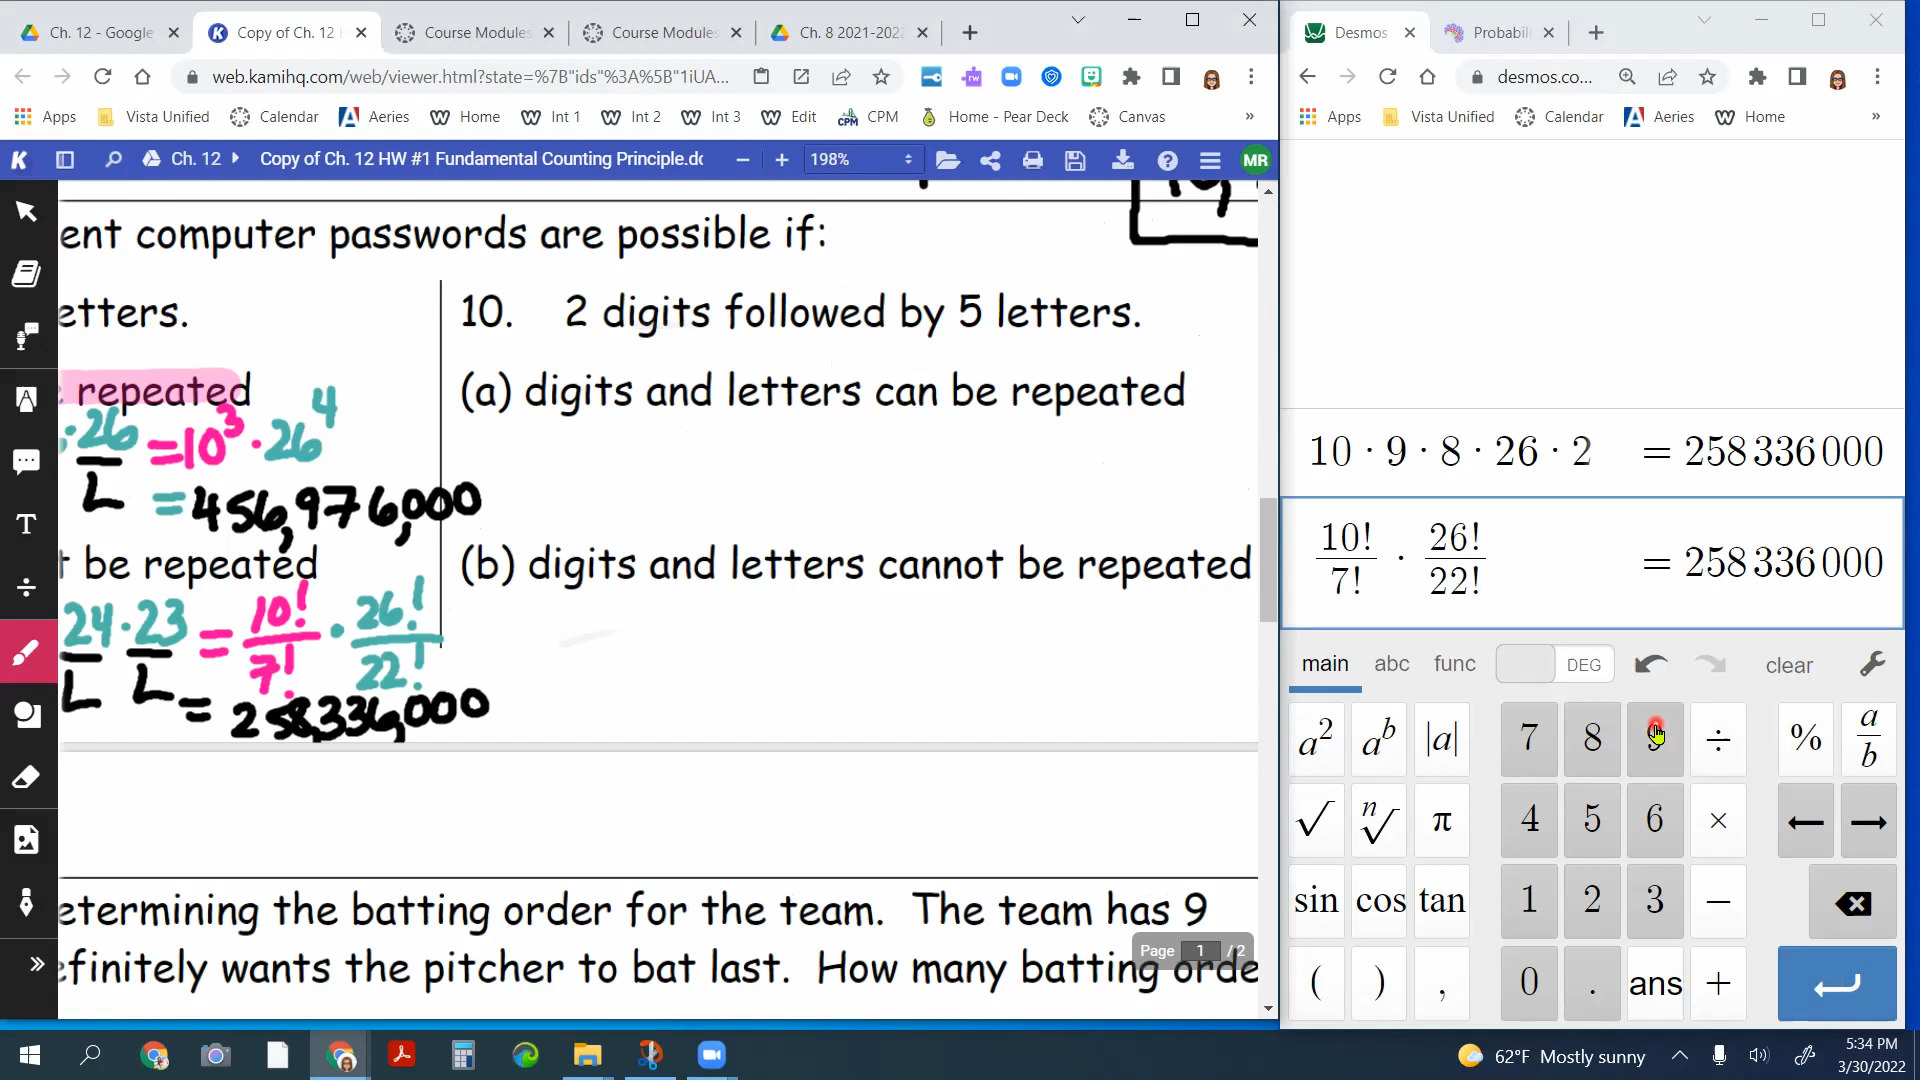 Ch. 12 - Google
Copy of Ch. 12
Course Modules
Course Modules
Ch. 8 2021-2022
web.kamihq.com/web/viewer.html?state=%7B"ids"%3A%5B"1iUA...
Apps
Vista Unified
Calendar
Aeries
Home
Int 1
Int 2
Int 3
Edit
CPM
CPM
Home - Pear Deck
Canvas
»
K
Ch. 12
Copy of Ch. 12 HW #1 Fundamental Counting Principle.dc
198%
MR
ent computer passwords are possible if:
etters.
repeated
· 26 = 10³ · 26⁴
L
= 456,976,000
t be repeated
24 · 23 = 10!/7! · 26!/22!
L L
= 258,336,000
10. 2 digits followed by 5 letters.
(a) digits and letters can be repeated
(b) digits and letters cannot be repeated
etermining the batting order for the team. The team has 9
efinitely wants the pitcher to bat last. How many batting orde
Page 1 / 2
Desmos
Probabil
desmos.co...
Apps
Vista Unified
Calendar
Aeries
Home
»
10 · 9 · 8 · 26 · 2 = 258336000
10!/7! · 26!/22! = 258336000
main abc func DEG clear
a² aᵇ |a| 7 8 9 ÷ % a/b
√ ⁿ√ π 4 5 6 × ← →
sin cos tan 1 2 3 −
( ) , 0 . ans +
62°F Mostly sunny
5:34 PM
3/30/2022